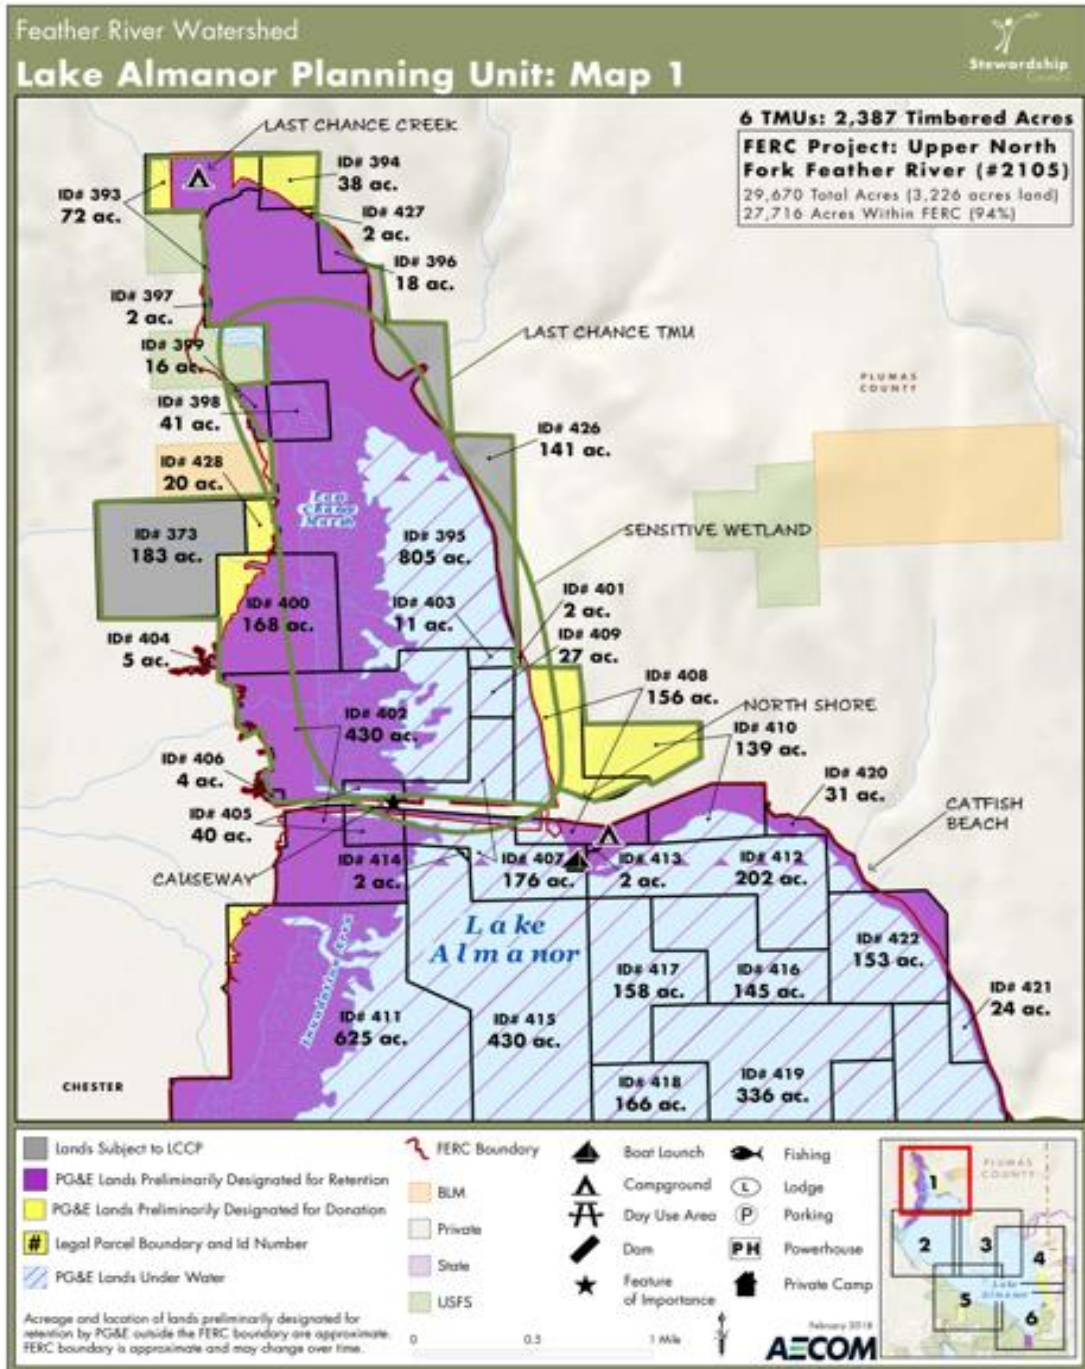 Feather River Watershed
Lake Almanor Planning Unit: Map 1
Stewardship
Council
6 TMUs: 2,387 Timbered Acres
FERC Project: Upper North
Fork Feather River (#2105)
29,670 Total Acres (3,226 acres land)
27,716 Acres Within FERC (94%)
LAST CHANCE CREEK
ID# 394
38 ac.
ID# 393
72 ac.
ID# 427
2 ac.
ID# 396
18 ac.
ID# 397
2 ac.
LAST CHANCE TMU
ID# 399
16 ac.
PLUMAS
COUNTY
ID# 398
41 ac.
ID# 426
141 ac.
ID# 428
20 ac.
Last
Chance
Marsh
ID# 373
183 ac.
ID# 395
805 ac.
SENSITIVE WETLAND
ID# 400
168 ac.
ID# 403
11 ac.
ID# 401
2 ac.
ID# 404
5 ac.
ID# 409
27 ac.
ID# 408
156 ac.
ID# 402
430 ac.
NORTH SHORE
ID# 410
139 ac.
ID# 406
4 ac.
ID# 420
31 ac.
ID# 405
40 ac.
CATFISH
BEACH
CAUSEWAY
ID# 414
2 ac.
ID# 407
176 ac.
ID# 413
2 ac.
ID# 412
202 ac.
Lake
Almanor
ID# 422
153 ac.
ID# 417
158 ac.
ID# 416
145 ac.
ID# 421
24 ac.
Inundation Area
ID# 411
625 ac.
ID# 415
430 ac.
ID# 418
166 ac.
ID# 419
336 ac.
CHESTER
Lands Subject to LCCP
PG&E Lands Preliminarily Designated for Retention
PG&E Lands Preliminarily Designated for Donation
# Legal Parcel Boundary and Id Number
PG&E Lands Under Water
Acreage and location of lands preliminarily designated for
retention by PG&E outside the FERC boundary are approximate.
FERC boundary is approximate and may change over time.
FERC Boundary
BLM
Private
State
USFS
Boat Launch
Campground
Day Use Area
Dam
Feature
of Importance
Fishing
L Lodge
P Parking
PH Powerhouse
Private Camp
0 0.5 1 Mile
February 2018
AECOM
PLUMAS
COUNTY
1
2
3
4
Lake
Almanor
5
6